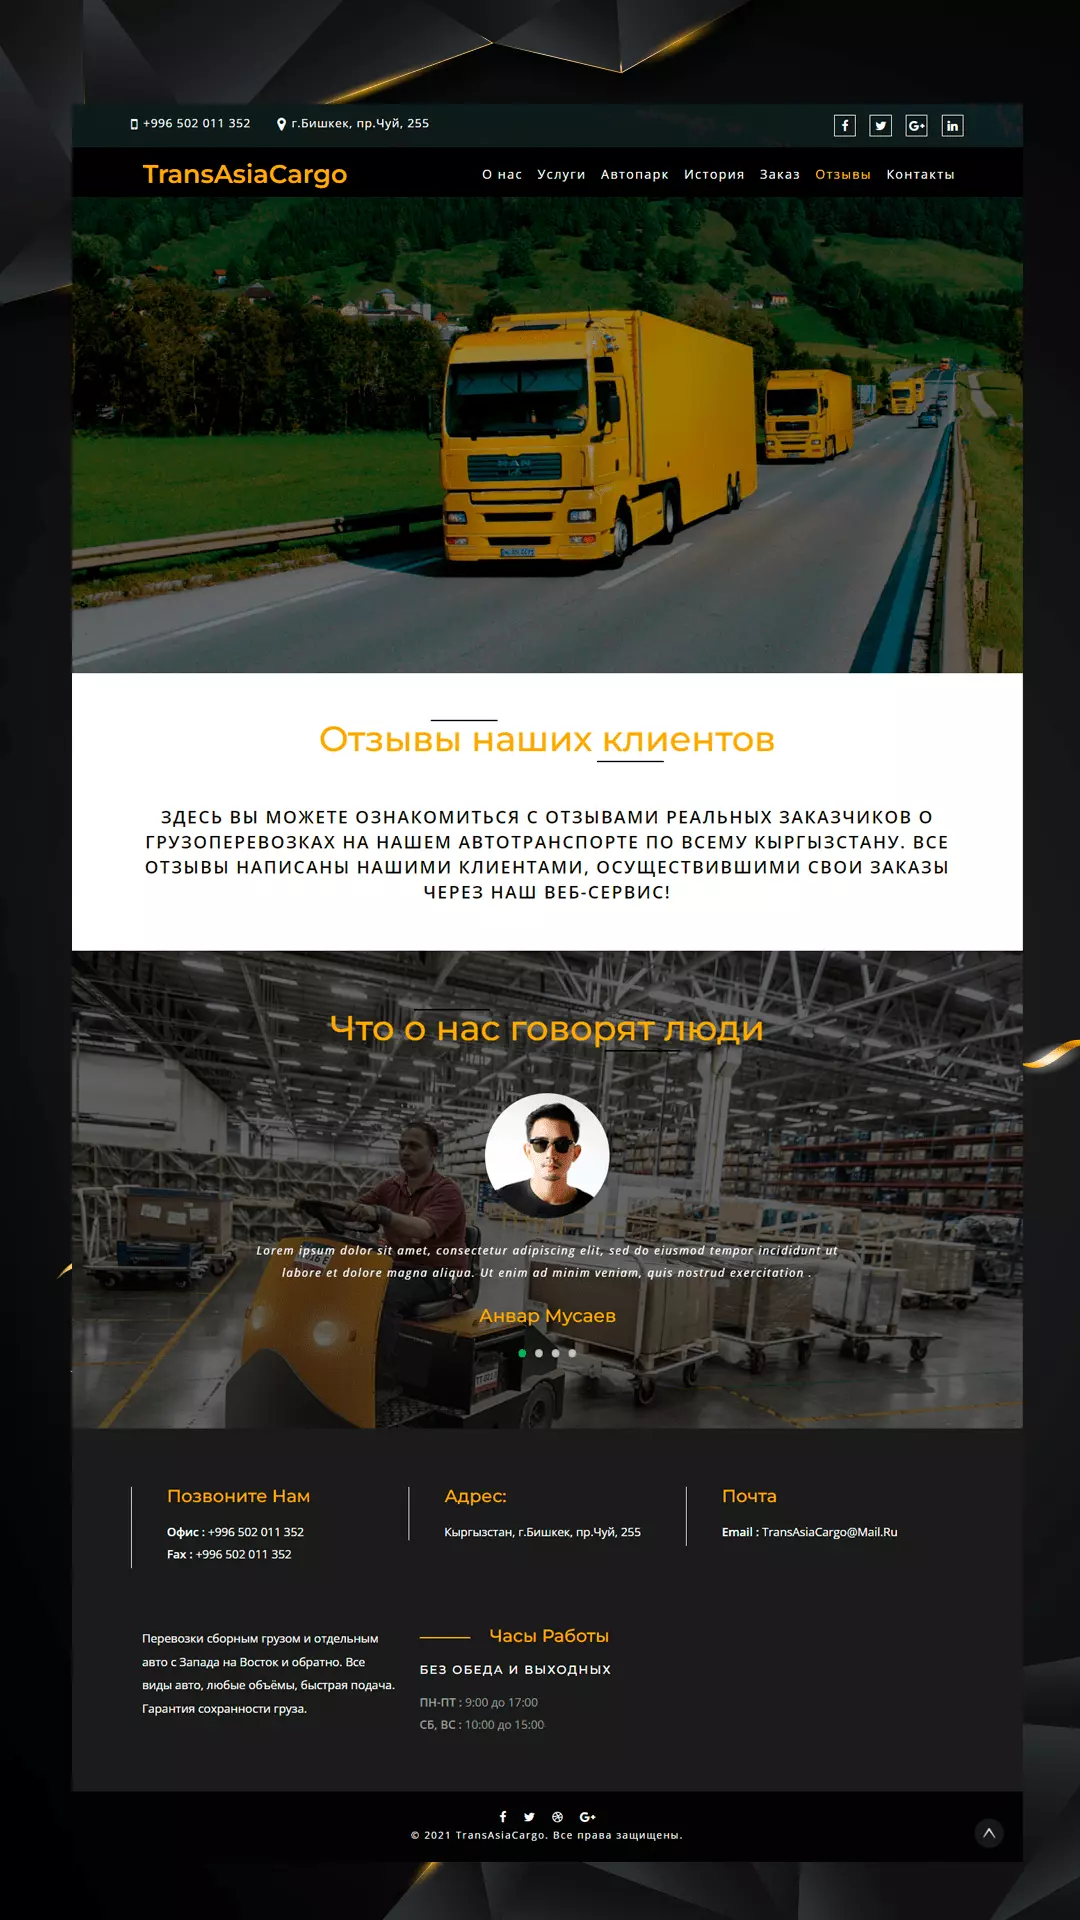 +996 502 011 352 г.Бишкек, пр.Чуй, 255
TransAsiaCargo
О нас Услуги Автопарк История Заказ Отзывы Контакты
MAN
Отзывы наших клиентов
ЗДЕСЬ ВЫ МОЖЕТЕ ОЗНАКОМИТЬСЯ С ОТЗЫВАМИ РЕАЛЬНЫХ ЗАКАЗЧИКОВ О
ГРУЗОПЕРЕВОЗКАХ НА НАШЕМ АВТОТРАНСПОРТЕ ПО ВСЕМУ КЫРГЫЗСТАНУ. ВСЕ
ОТЗЫВЫ НАПИСАНЫ НАШИМИ КЛИЕНТАМИ, ОСУЩЕСТВИВШИМИ СВОИ ЗАКАЗЫ
ЧЕРЕЗ НАШ ВЕБ-СЕРВИС!
Что о нас говорят люди
Lorem ipsum dolor sit amet, consectetur adipiscing elit, sed do eiusmod tempor incididunt ut
labore et dolore magna aliqua. Ut enim ad minim veniam, quis nostrud exercitation .
Анвар Мусаев
Позвоните Нам
Офис : +996 502 011 352
Fax : +996 502 011 352
Адрес:
Кыргызстан, г.Бишкек, пр.Чуй, 255
Почта
Email : TransAsiaCargo@Mail.Ru
Перевозки сборным грузом и отдельным
авто с Запада на Восток и обратно. Все
виды авто, любые объёмы, быстрая подача.
Гарантия сохранности груза.
Часы Работы
БЕЗ ОБЕДА И ВЫХОДНЫХ
ПН-ПТ : 9:00 до 17:00
СБ, ВС : 10:00 до 15:00
© 2021 TransAsiaCargo. Все права защищены.